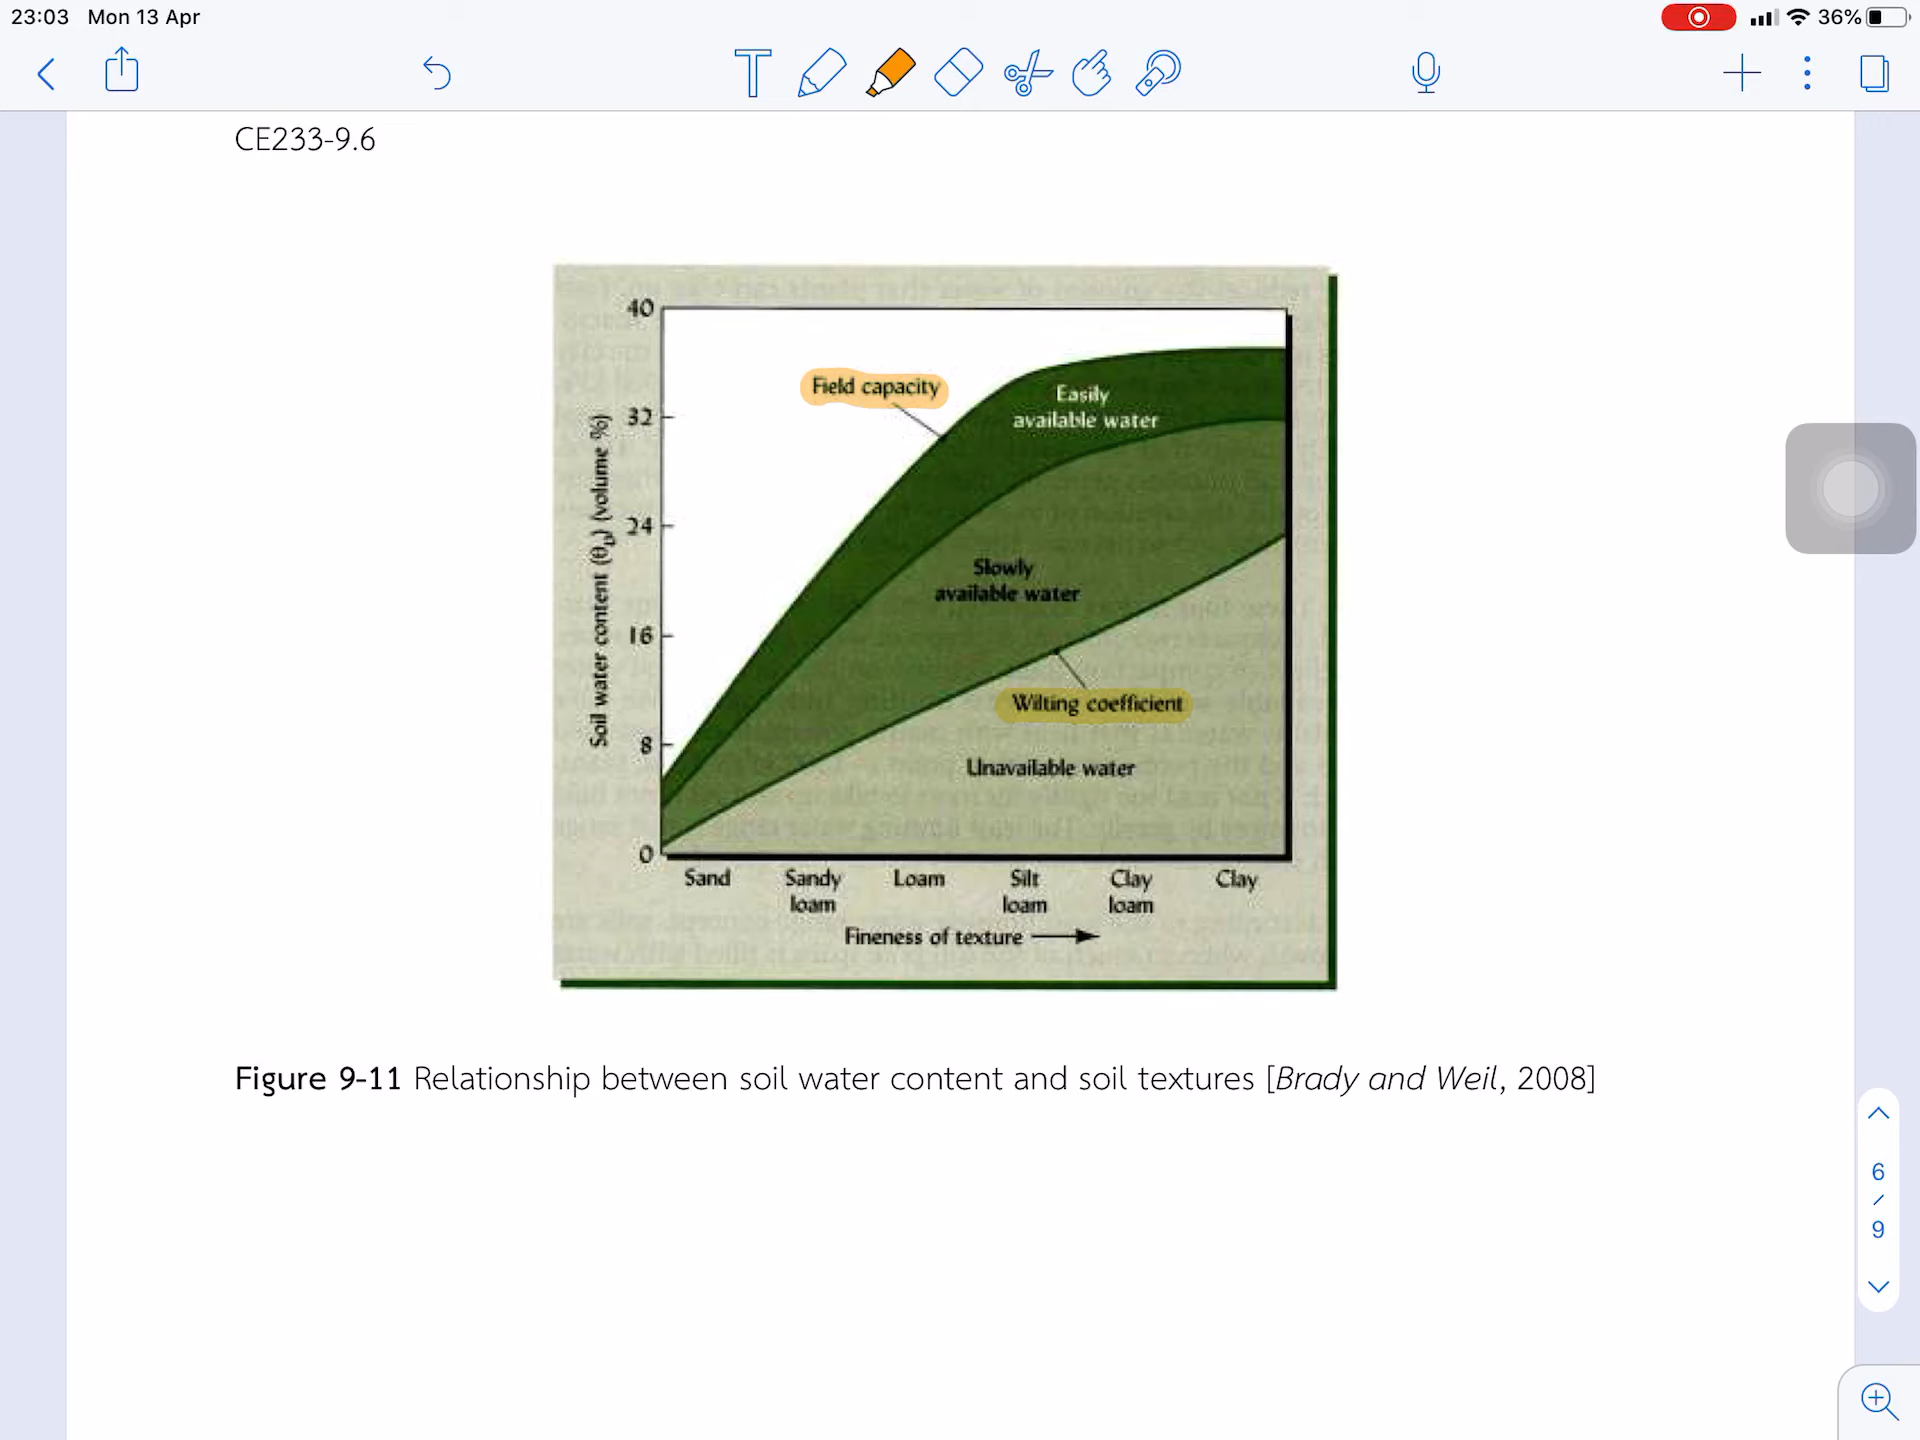 23:03 Mon 13 Apr
36%
CE233-9.6
40
32
24
16
8
0
Soil water content (θ) (volume %)
Field capacity
Easily
available water
Slowly
available water
Wilting coefficient
Unavailable water
Sand
Sandy
loam
Loam
Silt
loam
Clay
loam
Clay
Fineness of texture
Figure 9-11 Relationship between soil water content and soil textures [Brady and Weil, 2008]
6
/
9